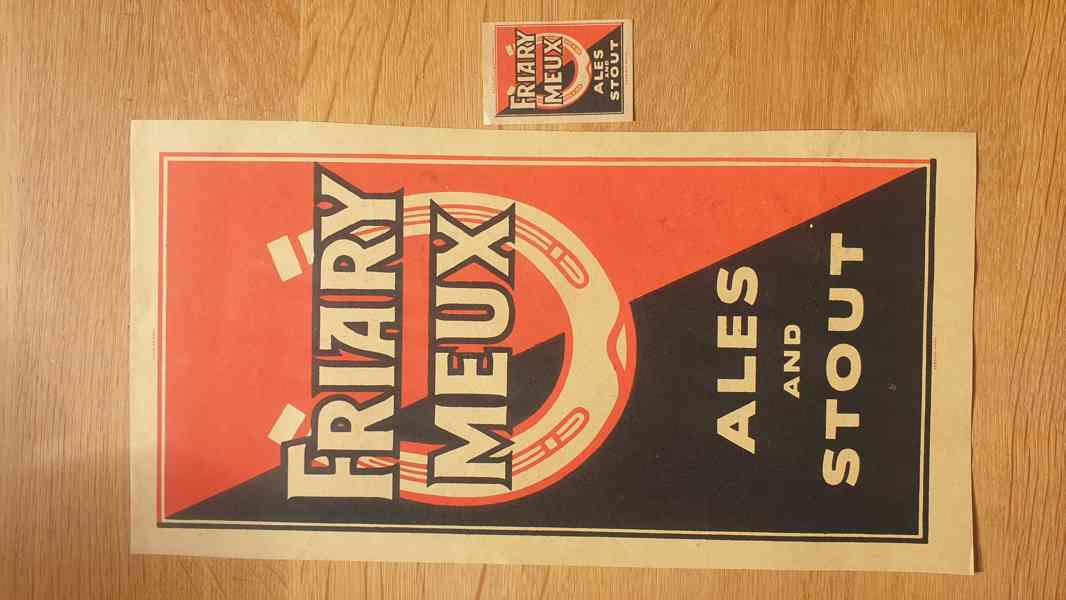 FRIARY
MEUX
ALES
AND
STOUT
FRIARY
MEUX
ALES
AND
STOUT